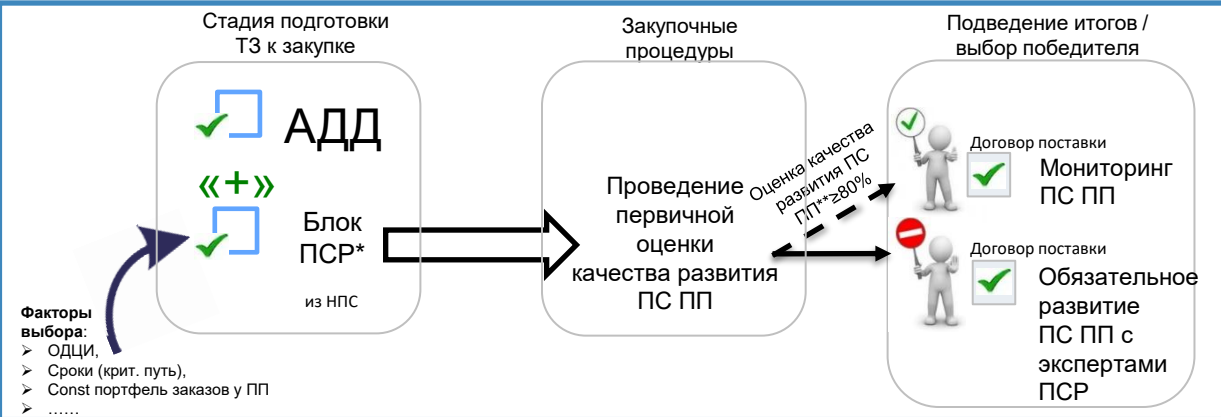 Стадия подготовки
ТЗ к закупке
АДД
«+»
Блок
ПСР*
из НПС
Факторы
выбора:
ОДЦИ,
Сроки (крит. путь),
Const портфель заказов у ПП
……
Закупочные
процедуры
Проведение
первичной
оценки
качества развития
ПС ПП
Оценка качества
развития ПС
ПП**≥80%
Подведение итогов /
выбор победителя
Договор поставки
Мониторинг
ПС ПП
Договор поставки
Обязательное
развитие
ПС ПП с
экспертами
ПСР